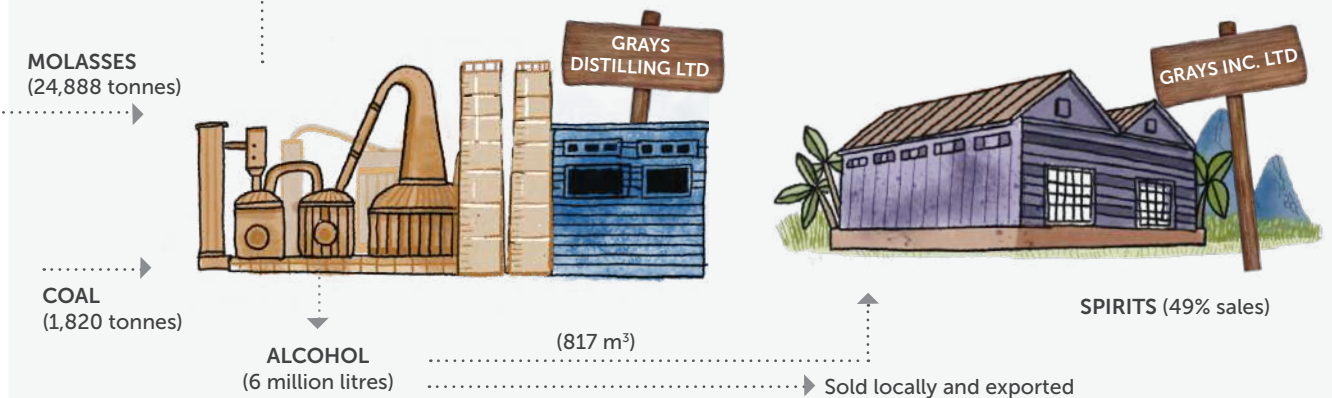 MOLASSES
(24,888 tonnes)
GRAYS
DISTILLING LTD
GRAYS INC. LTD
COAL
(1,820 tonnes)
ALCOHOL
(6 million litres)
(817 m³)
Sold locally and exported
SPIRITS (49% sales)